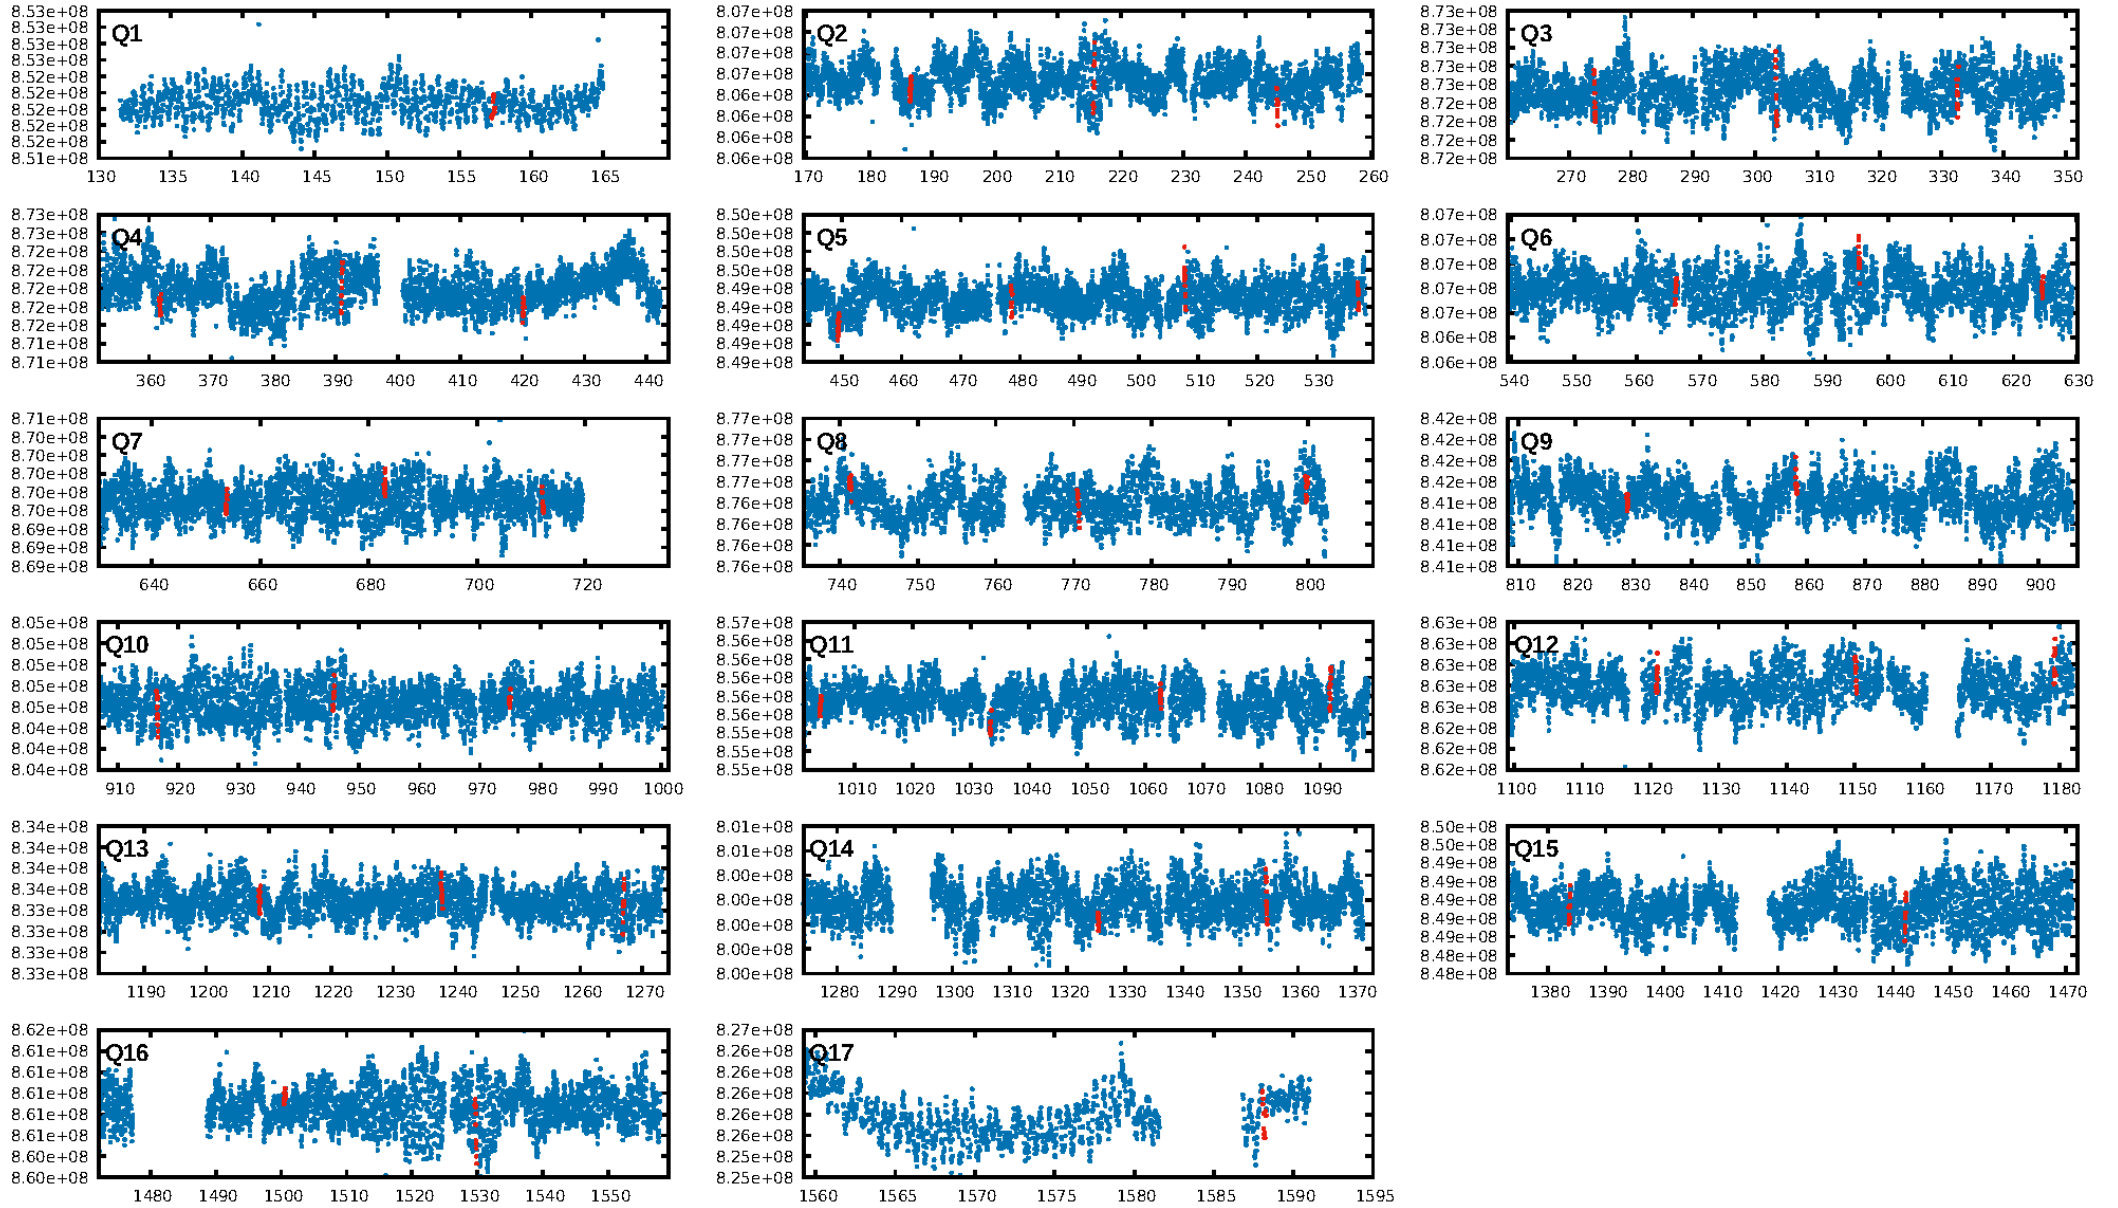 8.53e+08 8.53e+08 8.53e+08 8.52e+08 8.52e+08 8.52e+08 8.52e+08 8.52e+08 8.52e+08 8.51e+08
Q1
130 135 140 145 150 155 160 165
8.07e+08 8.07e+08 8.07e+08 8.07e+08 8.06e+08 8.06e+08 8.06e+08 8.06e+08
Q2
170 180 190 200 210 220 230 240 250 260
8.73e+08 8.73e+08 8.73e+08 8.73e+08 8.73e+08 8.72e+08 8.72e+08 8.72e+08 8.72e+08
Q3
270 280 290 300 310 320 330 340 350
8.73e+08 8.73e+08 8.72e+08 8.72e+08 8.72e+08 8.72e+08 8.72e+08 8.71e+08 8.71e+08
Q4
360 370 380 390 400 410 420 430 440
8.50e+08 8.50e+08 8.50e+08 8.50e+08 8.49e+08 8.49e+08 8.49e+08 8.49e+08 8.49e+08
Q5
450 460 470 480 490 500 510 520 530
8.07e+08 8.07e+08 8.07e+08 8.07e+08 8.07e+08 8.06e+08 8.06e+08
Q6
540 550 560 570 580 590 600 610 620 630
8.71e+08 8.70e+08 8.70e+08 8.70e+08 8.70e+08 8.70e+08 8.69e+08 8.69e+08 8.69e+08
Q7
640 660 680 700 720
8.77e+08 8.77e+08 8.77e+08 8.77e+08 8.76e+08 8.76e+08 8.76e+08 8.76e+08
Q8
740 750 760 770 780 790 800
8.42e+08 8.42e+08 8.42e+08 8.42e+08 8.41e+08 8.41e+08 8.41e+08 8.41e+08
Q9
810 820 830 840 850 860 870 880 890 900
8.05e+08 8.05e+08 8.05e+08 8.05e+08 8.05e+08 8.04e+08 8.04e+08 8.04e+08
Q10
910 920 930 940 950 960 970 980 990 1000
8.57e+08 8.56e+08 8.56e+08 8.56e+08 8.56e+08 8.56e+08 8.55e+08 8.55e+08 8.55e+08
Q11
1010 1020 1030 1040 1050 1060 1070 1080 1090
8.63e+08 8.63e+08 8.63e+08 8.63e+08 8.63e+08 8.62e+08 8.62e+08 8.62e+08
Q12
1100 1110 1120 1130 1140 1150 1160 1170 1180
8.34e+08 8.34e+08 8.34e+08 8.34e+08 8.33e+08 8.33e+08 8.33e+08 8.33e+08
Q13
1190 1200 1210 1220 1230 1240 1250 1260 1270
8.01e+08 8.01e+08 8.00e+08 8.00e+08 8.00e+08 8.00e+08 8.00e+08
Q14
1280 1290 1300 1310 1320 1330 1340 1350 1360 1370
8.50e+08 8.50e+08 8.49e+08 8.49e+08 8.49e+08 8.49e+08 8.49e+08 8.48e+08 8.48e+08
Q15
1380 1390 1400 1410 1420 1430 1440 1450 1460 1470
8.62e+08 8.61e+08 8.61e+08 8.61e+08 8.61e+08 8.61e+08 8.60e+08 8.60e+08
Q16
1480 1490 1500 1510 1520 1530 1540 1550
8.27e+08 8.26e+08 8.26e+08 8.26e+08 8.26e+08 8.26e+08 8.25e+08 8.25e+08
Q17
1560 1565 1570 1575 1580 1585 1590 1595